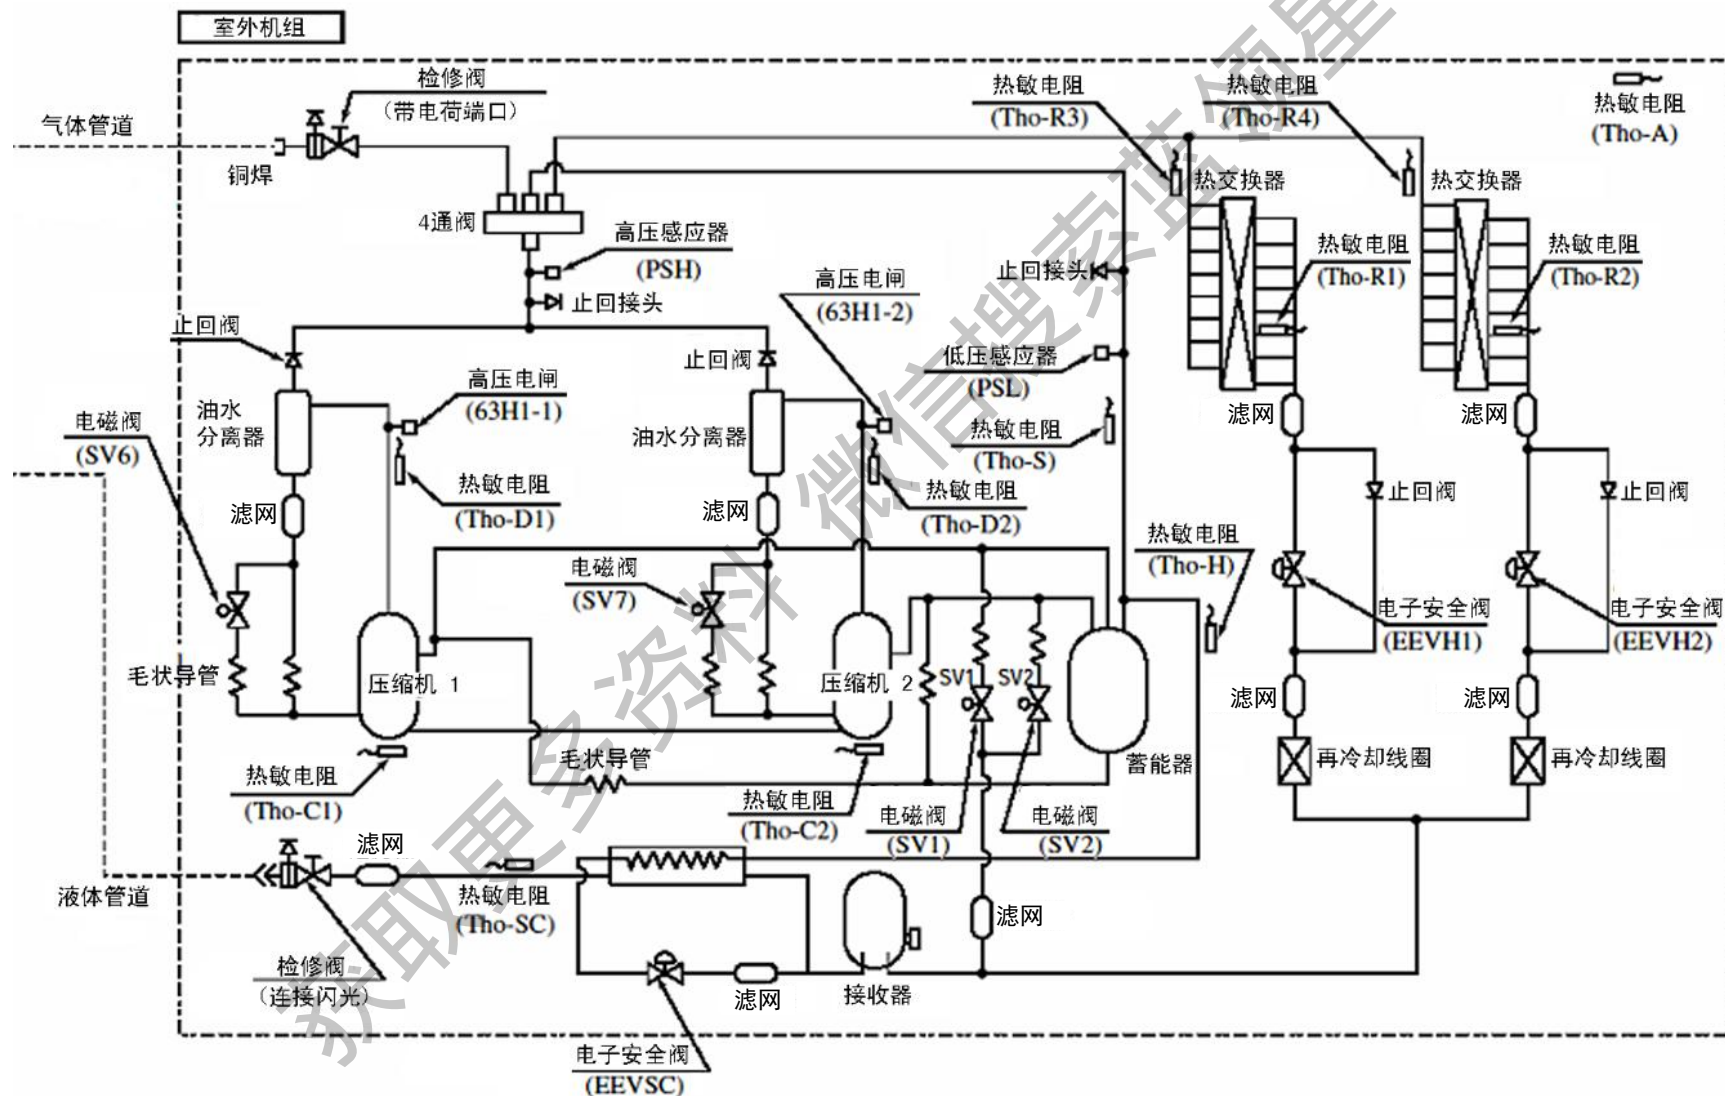 室外机组
检修阀
(带电荷端口)
气体管道
铜焊
4通阀
高压感应器
(PSH)
止回接头
热敏电阻
(Tho-R3)
热敏电阻
(Tho-R4)
热敏电阻
(Tho-A)
热交换器
热交换器
热敏电阻
(Tho-R1)
热敏电阻
(Tho-R2)
高压电闸
(63H1-2)
止回接头
低压感应器
(PSL)
止回阀
止回阀
高压电闸
(63H1-1)
电磁阀
(SV6)
油水
分离器
油水分离器
热敏电阻
(Tho-S)
滤网
滤网
滤网
滤网
热敏电阻
(Tho-D1)
热敏电阻
(Tho-D2)
止回阀
止回阀
热敏电阻
(Tho-H)
电磁阀
(SV7)
电子安全阀
(EEVH1)
电子安全阀
(EEVH2)
毛状导管
压缩机 1
压缩机 2
SV1
SV2
滤网
滤网
毛状导管
蓄能器
再冷却线圈
再冷却线圈
热敏电阻
(Tho-C1)
热敏电阻
(Tho-C2)
电磁阀
(SV1)
电磁阀
(SV2)
滤网
液体管道
热敏电阻
(Tho-SC)
滤网
检修阀
(连接闪光)
滤网
接收器
电子安全阀
(EEVSC)
获取更多资料 微信搜索蓝领星